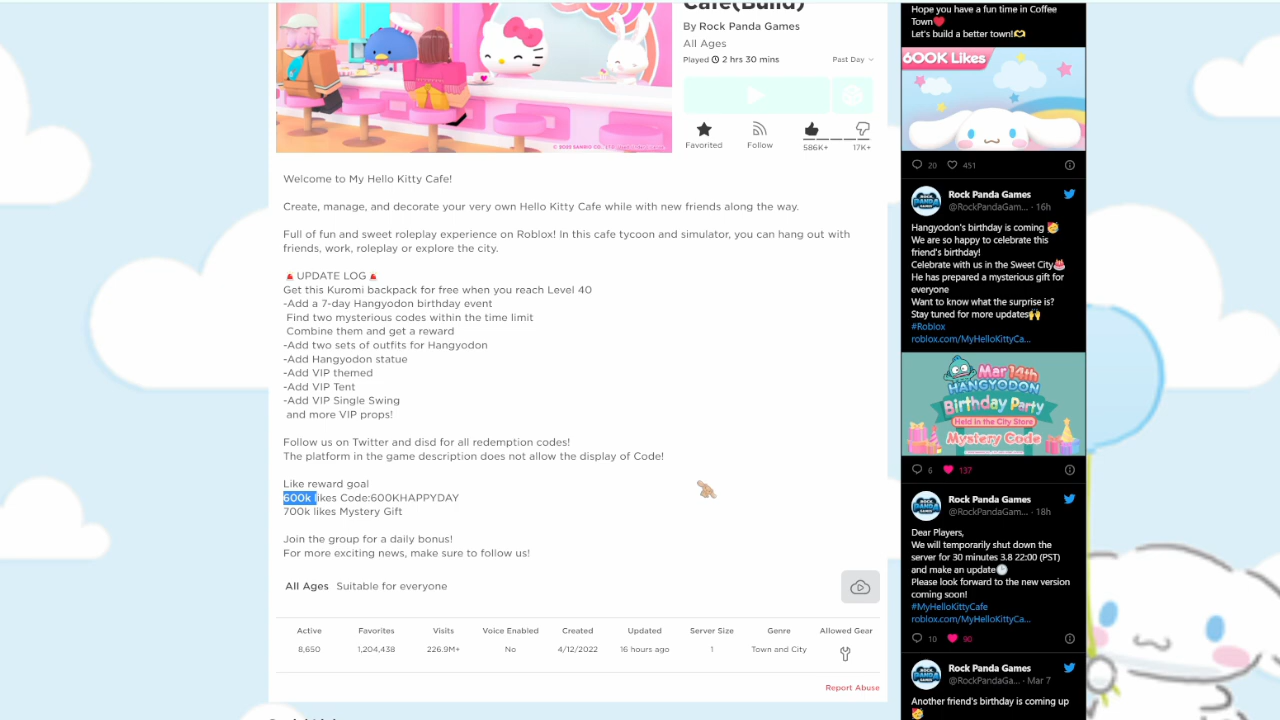 Cafe(Build)
By Rock Panda Games
All Ages
Played 2 hrs 30 mins
Past Day
Favorited
Follow
586K+
17K+
Welcome to My Hello Kitty Cafe!
Create, manage, and decorate your very own Hello Kitty Cafe while with new friends along the way.
Full of fun and sweet roleplay experience on Roblox! In this cafe tycoon and simulator, you can hang out with
friends, work, roleplay or explore the city.
🚨 UPDATE LOG🚨
Get this Kuromi backpack for free when you reach Level 40
-Add a 7-day Hangyodon birthday event
Find two mysterious codes within the time limit
Combine them and get a reward
-Add two sets of outfits for Hangyodon
-Add Hangyodon statue
-Add VIP themed
-Add VIP Tent
-Add VIP Single Swing
and more VIP props!
Follow us on Twitter and disd for all redemption codes!
The platform in the game description does not allow the display of Code!
Like reward goal
600k likes Code:600KHAPPYDAY
700k likes Mystery Gift
Join the group for a daily bonus!
For more exciting news, make sure to follow us!
All Ages Suitable for everyone
Active Favorites Visits Voice Enabled Created Updated Server Size Genre Allowed Gear
8,650 1,204,438 226.9M+ No 4/12/2022 16 hours ago 1 Town and City
Report Abuse
Hope you have a fun time in Coffee
Town❤️
Let's build a better town!🫶
600K Likes
20 451
Rock Panda Games
@RockPandaGam... · 16h
Hangyodon's birthday is coming 🥳
We are so happy to celebrate this
friend's birthday!
Celebrate with us in the Sweet City🎂
He has prepared a mysterious gift for
everyone
Want to know what the surprise is?
Stay tuned for more updates🙌
#Roblox
roblox.com/MyHelloKittyCa...
Mar 14th
HANGYODON
Birthday Party
Held in the City Store
Mystery Code
6 137
Rock Panda Games
@RockPandaGam... · 18h
Dear Players,
We will temporarily shut down the
server for 30 minutes 3.8 22:00 (PST)
and make an update🕑
Please look forward to the new version
coming soon!
#MyHelloKittyCafe
roblox.com/MyHelloKittyCa...
10 90
Rock Panda Games
@RockPandaGa... · Mar 7
Another friend's birthday is coming up
🥳